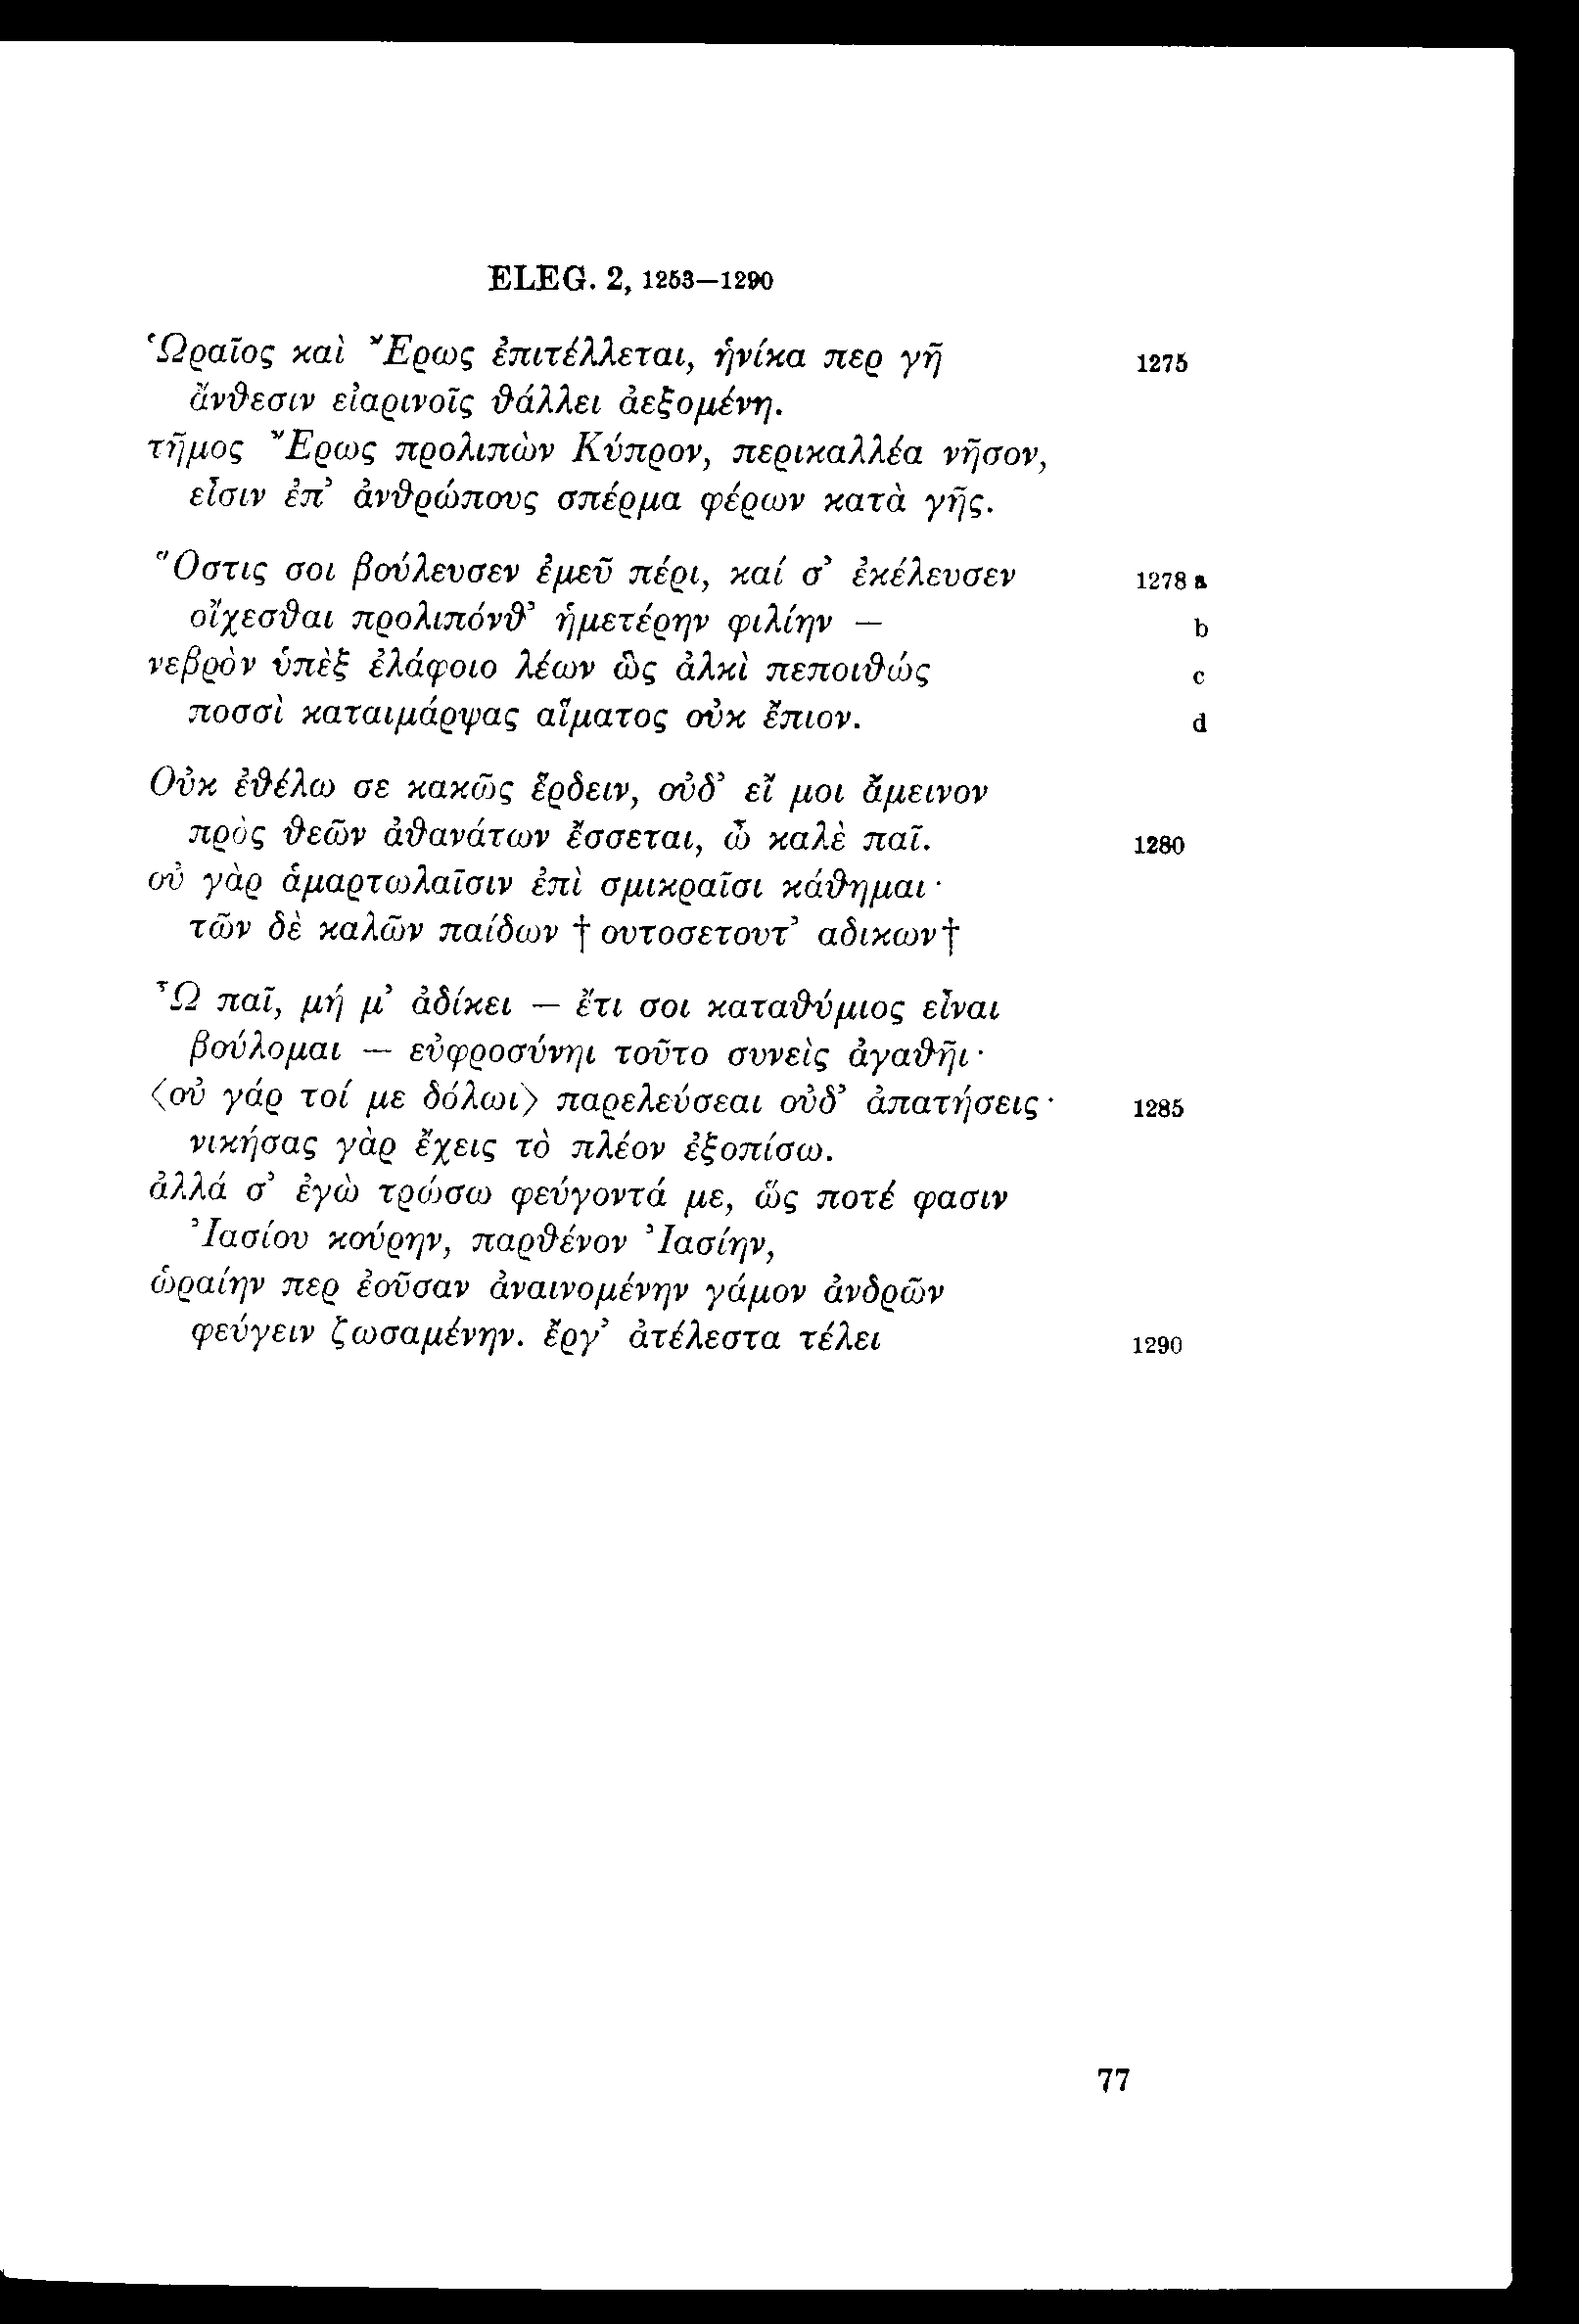 ELEG. 2, 1253—1290
Ὡραῖος καὶ Ἔρως ἐπιτέλλεται, ἡνίκα περ γῆ 1275
ἄνθεσιν εἰαρινοῖς θάλλει ἀεξομένη.
τῆμος Ἔρως προλιπὼν Κύπρον, περικαλλέα νῆσον,
εἶσιν ἐπ’ ἀνθρώπους σπέρμα φέρων κατὰ γῆς.
Ὅστις σοι βούλευσεν ἐμεῦ πέρι, καί σ’ ἐκέλευσεν 1278 a
οἴχεσθαι προλιπόνθ’ ἡμετέρην φιλίην — b
νεβρὸν ὑπὲξ ἐλάφοιο λέων ὣς ἀλκὶ πεποιθώς c
ποσσὶ καταιμάρψας αἵματος οὐκ ἔπιον. d
Οὐκ ἐθέλω σε κακῶς ἔρδειν, οὐδ’ εἴ μοι ἄμεινον
πρὸς θεῶν ἀθανάτων ἔσσεται, ὦ καλὲ παῖ. 1280
οὐ γὰρ ἁμαρτωλαῖσιν ἐπὶ σμικραῖσι κάθημαι·
τῶν δὲ καλῶν παίδων † ουτοσετουτ’ αδικων†
Ὦ παῖ, μή μ’ ἀδίκει — ἔτι σοι καταθύμιος εἶναι
βούλομαι — εὐφροσύνηι τοῦτο συνεὶς ἀγαθῆι·
⟨οὐ γάρ τοί με δόλωι⟩ παρελεύσεαι οὐδ’ ἀπατήσεις· 1285
νικήσας γὰρ ἔχεις τὸ πλέον ἐξοπίσω.
ἀλλά σ’ ἐγὼ τρώσω φεύγοντά με, ὥς ποτέ φασιν
Ἰασίου κούρην, παρθένον Ἰασίην,
ὡραίην περ ἐοῦσαν ἀναινομένην γάμον ἀνδρῶν
φεύγειν ζωσαμένην. ἔργ’ ἀτέλεστα τέλει 1290
77